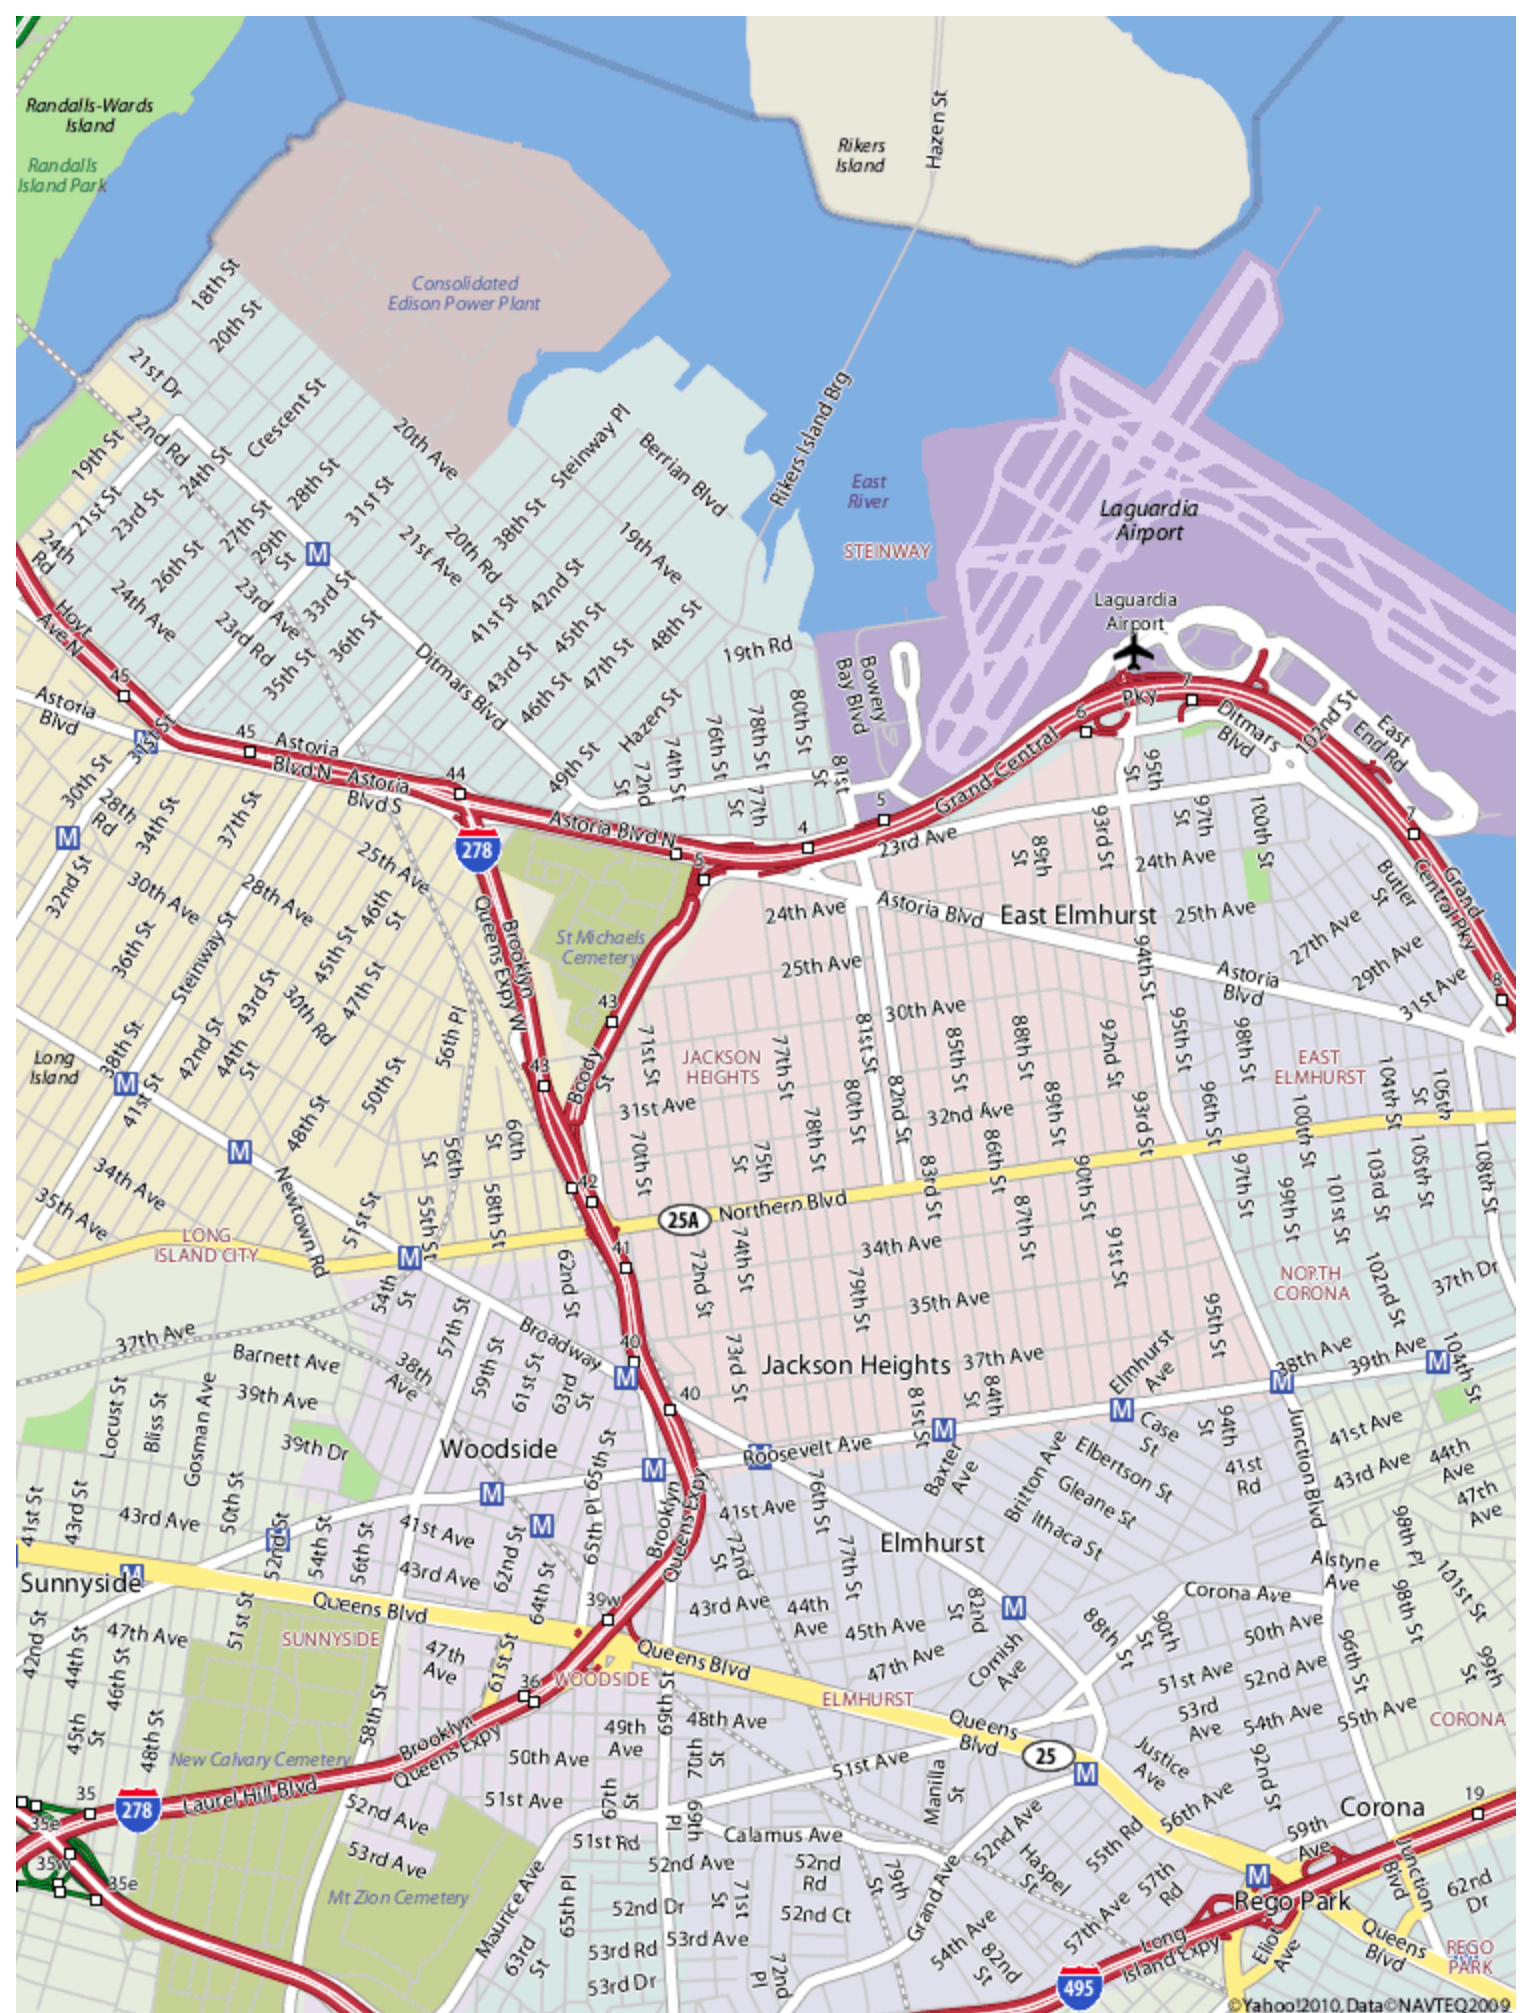 Randalls-Wards
Island
Randalls
Island Park
Rikers
Island
Hazen St
Consolidated
Edison Power Plant
18th St
20th St
21st Dr
22nd Rd
Crescent St
20th Ave
Steinway Pl
Berrian Blvd
Rikers Island Brg
East
River
STEINWAY
Laguardia
Airport
Laguardia
Airport
19th St
21st St
23rd St
24th St
24th
Rd
26th St
27th St
28th St
29th
St
31st St
21st Ave
20th Rd
38th St
19th Ave
24th Ave
23rd Ave
23rd Rd
33rd St
35th St
36th St
41st St
42nd St
43rd St
45th St
46th St
47th St
48th St
M
Ditmars Blvd
19th Rd
Bowery
Bay Blvd
Hoyt
Ave N
45
Astoria
Blvd
M
31st St
45
Astoria
Blvd N
Astoria
Blvd S
44
49th St
Hazen St
72nd
St
74th St
76th St
78th St
77th
St
80th St
81st
St
6
Pky
7
Ditmars
Blvd
102nd St
East
End Rd
Grand Central
5
4
5
Astoria Blvd N
278
30th St
28th
Rd
M
32nd St
34th St
37th St
30th Ave
28th Ave
25th Ave
36th St
Steinway St
45th St
46th
St
43rd St
47th St
30th Rd
42nd St
44th
St
38th St
Long
Island
M
41st St
48th St
50th St
56th Pl
Queens Expy W
Brooklyn
St Michaels
Cemetery
43
43
Bcody
St
23rd Ave
24th Ave
Astoria Blvd
East Elmhurst
89th
St
93rd St
95th
St
97th
St
100th St
24th Ave
25th Ave
Butler
St
27th Ave
29th Ave
31st Ave
7
Grand
Central Pky
8
Astoria
Blvd
25th Ave
30th Ave
94th St
JACKSON
HEIGHTS
71st St
77th St
81st St
85th St
88th St
92nd St
95th St
98th St
EAST
ELMHURST
104th St
106th
St
31st Ave
80th St
82nd St
32nd Ave
89th St
93rd St
96th St
100th St
70th St
75th
St
78th St
83rd St
86th St
90th St
97th St
99th St
101st St
103rd St
105th St
108th St
34th Ave
35th Ave
M
Newtown Rd
51st St
55th St
56th
St
58th St
60th
St
42
25A
Northern Blvd
LONG
ISLAND CITY
M
41
62nd St
72nd St
74th St
34th Ave
79th St
35th Ave
87th St
91st St
95th St
NORTH
CORONA
102nd St
37th Dr
54th
St
37th Ave
Barnett Ave
38th
Ave
57th St
Broadway
59th St
61st St
63rd
St
40
M
40
73rd St
Jackson Heights
37th Ave
Elmhurst
Ave
38th Ave
39th Ave
M
104th St
M
Locust St
Bliss St
Gosman Ave
39th Ave
39th Dr
Woodside
65th St
81st St
84th
St
M
M
Roosevelt Ave
M
Case
St
94th
St
Junction Blvd
41st Ave
44th
Ave
43rd Ave
47th
Ave
41st
Rd
Baxter
Ave
Britton Ave
Elbertson St
Gleane St
Ithaca St
41st St
43rd St
43rd Ave
50th St
M
M
M
M
52nd St
54th St
56th St
41st Ave
43rd Ave
62nd St
64th St
65th Pl
Brooklyn
Queens Expy
41st Ave
72nd
St
76th St
77th St
Elmhurst
98th Pl
101st St
Alstyne
Ave
98th St
99th
St
Sunnyside
M
Queens Blvd
39w
43rd Ave
44th
Ave
45th Ave
47th Ave
82nd
St
M
Corona Ave
88th St
90th
St
50th Ave
96th St
42nd St
44th St
47th Ave
46th St
51st St
SUNNYSIDE
47th
Ave
61st St
36
WOODSIDE
Queens Blvd
ELMHURST
Cornish
Ave
51st Ave
52nd Ave
53rd
Ave
54th Ave
55th Ave
CORONA
45th
St
48th St
58th St
New Calvary Cemetery
Brooklyn
Queens Expy
49th
Ave
69th St
48th Ave
70th
St
50th Ave
Queens
Blvd
25
51st Ave
Justice
Ave
92nd St
M
35
278
Laurel Hill Blvd
35e
35w
35e
52nd Ave
51st Ave
67th
St
69th
Pl
51st Rd
Calamus Ave
Manilla
St
52nd Ave
56th Ave
55th Rd
Corona
19
59th
Ave
Junction
Blvd
62nd
Dr
53rd Ave
Mt Zion Cemetery
Maurice Ave
65th Pl
52nd Ave
52nd
Rd
79th
St
Grand Ave
Haspel
St
57th
Rd
M
Rego Park
52nd Dr
71st
St
52nd Ct
57th Ave
Eliot
Ave
Queens
Blvd
REGO
PARK
63rd
St
53rd Rd
53rd Ave
53rd Dr
72nd
Pl
54th Ave
82nd
St
Long
Island Expy
495
©Yahoo!2010,Data©NAVTEQ2009